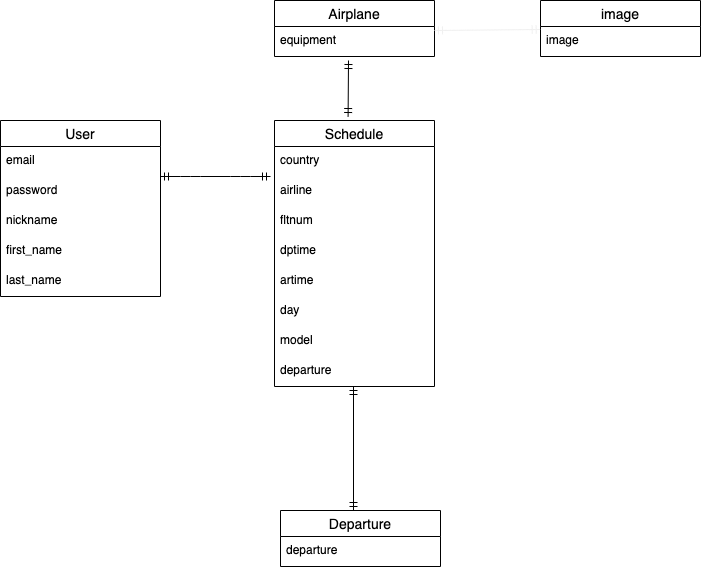 Airplane
equipment
image
image
User
email
password
nickname
first_name
last_name
Schedule
country
airline
fltnum
dptime
artime
day
model
departure
Departure
departure